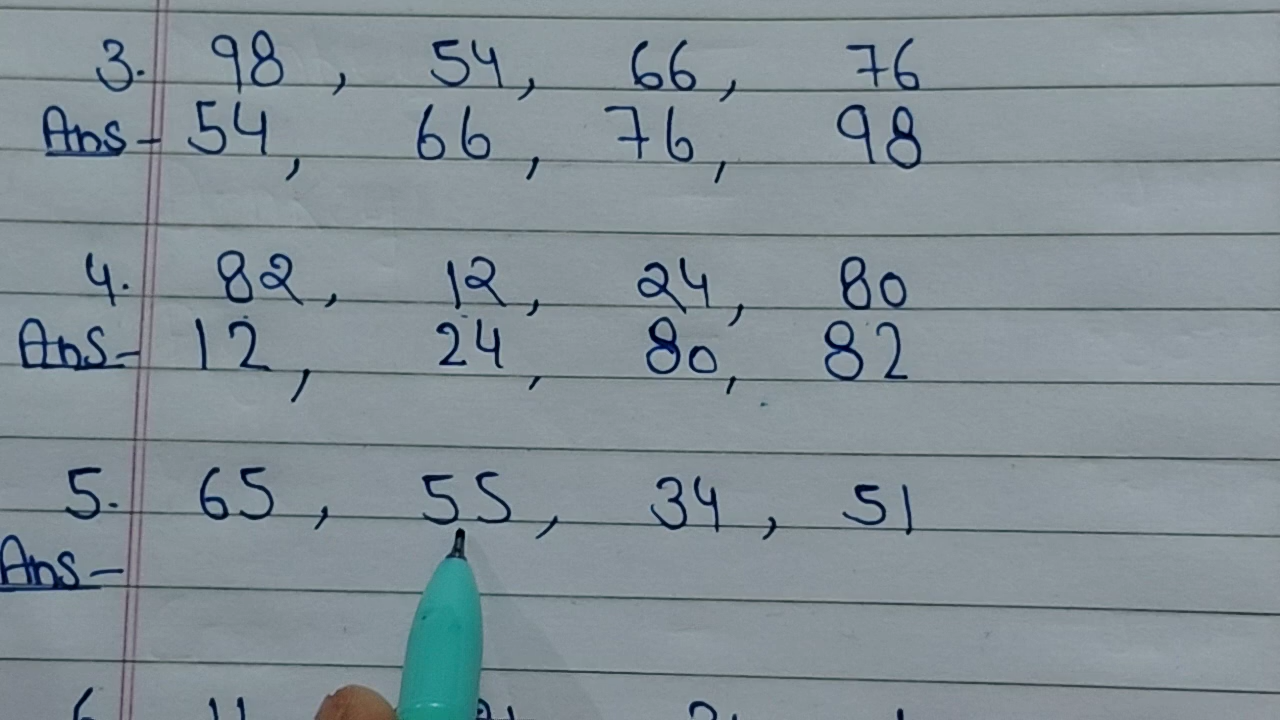 3. 98, 54, 66, 76
Ans- 54, 66, 76, 98
4. 82, 12, 24, 80
Ans- 12, 24, 80, 82
5. 65, 55, 34, 51
Ans-